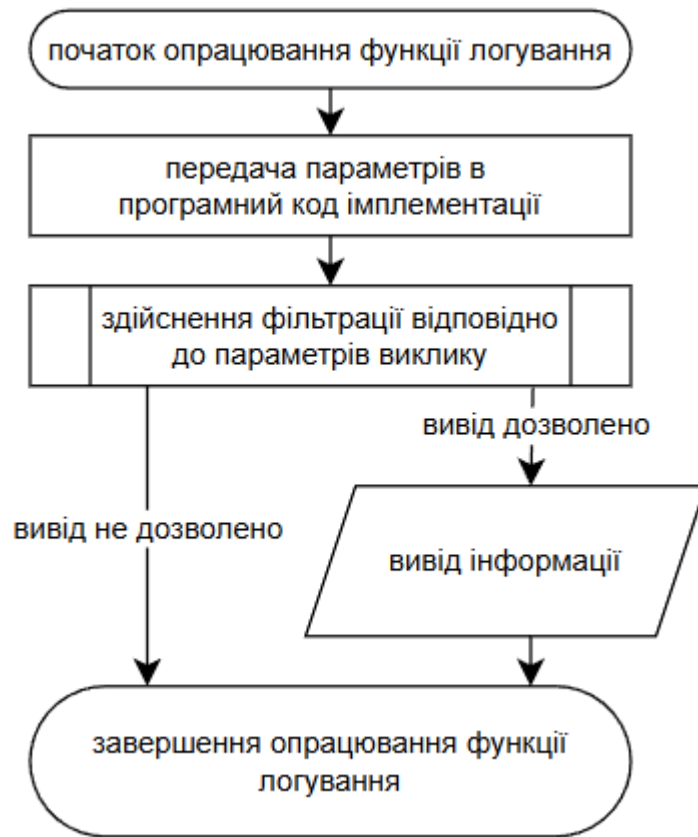 початок опрацювання функції логування
передача параметрів в
програмний код імплементації
здійснення фільтрації відповідно
до параметрів виклику
вивід дозволено
вивід не дозволено
вивід інформації
завершення опрацювання функції
логування